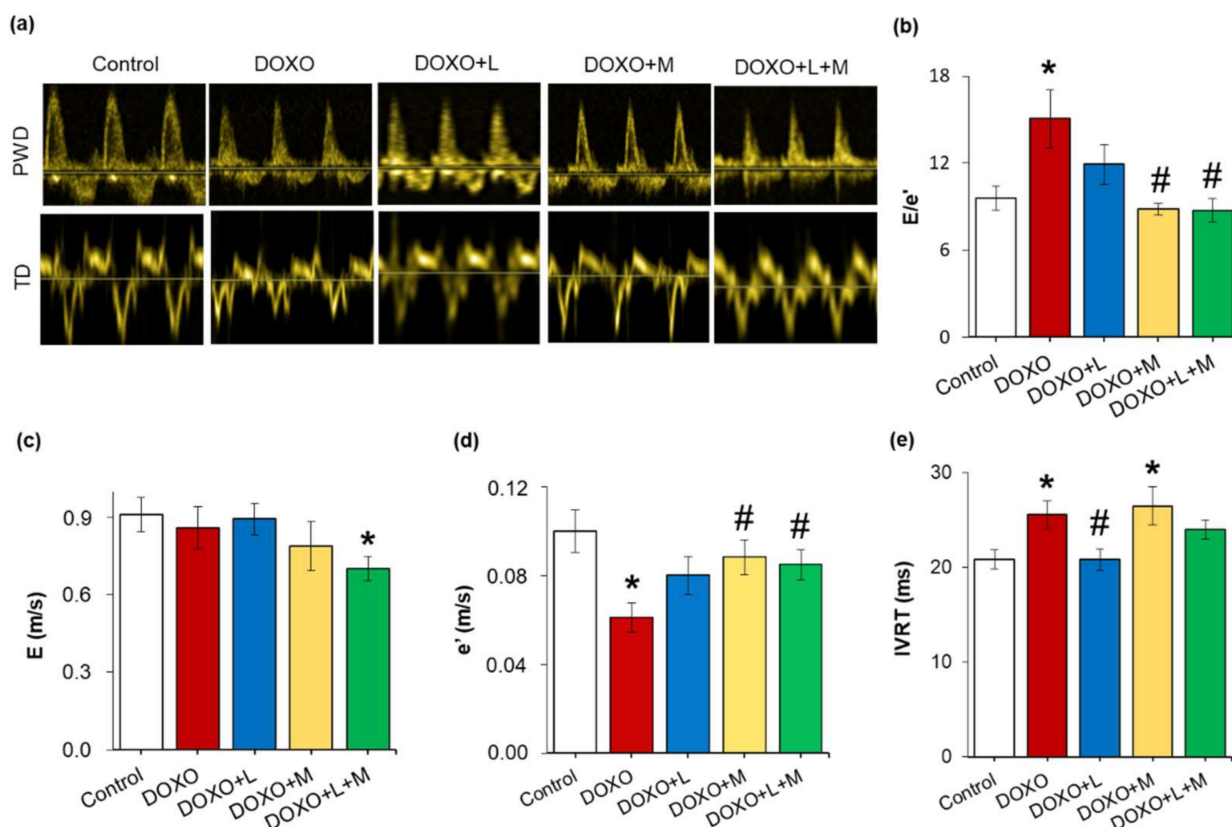 (a)
Control DOXO DOXO+L DOXO+M DOXO+L+M
PWD
TD
(b)
E/e'
18
12
6
0
*
#
#
Control DOXO DOXO+L DOXO+M DOXO+L+M
(c)
E (m/s)
0.9
0.6
0.3
0.0
*
Control DOXO DOXO+L DOXO+M DOXO+L+M
(d)
e' (m/s)
0.12
0.08
0.04
0.00
*
#
#
Control DOXO DOXO+L DOXO+M DOXO+L+M
(e)
IVRT (ms)
30
20
10
0
*
#
*
Control DOXO DOXO+L DOXO+M DOXO+L+M